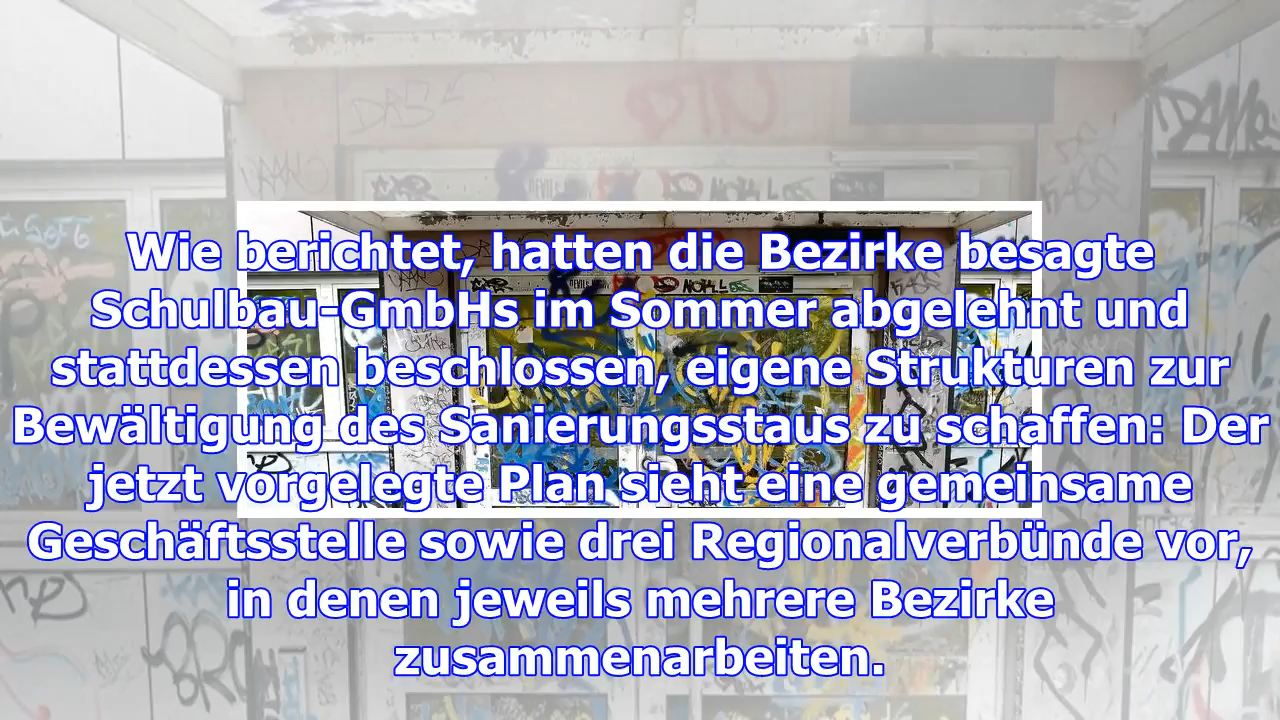 Wie berichtet, hatten die Bezirke besagte
Schulbau-GmbHs im Sommer abgelehnt und
stattdessen beschlossen, eigene Strukturen zur
Bewältigung des Sanierungsstaus zu schaffen: Der
jetzt vorgelegte Plan sieht eine gemeinsame
Geschäftsstelle sowie drei Regionalverbünde vor,
in denen jeweils mehrere Bezirke
zusammenarbeiten.